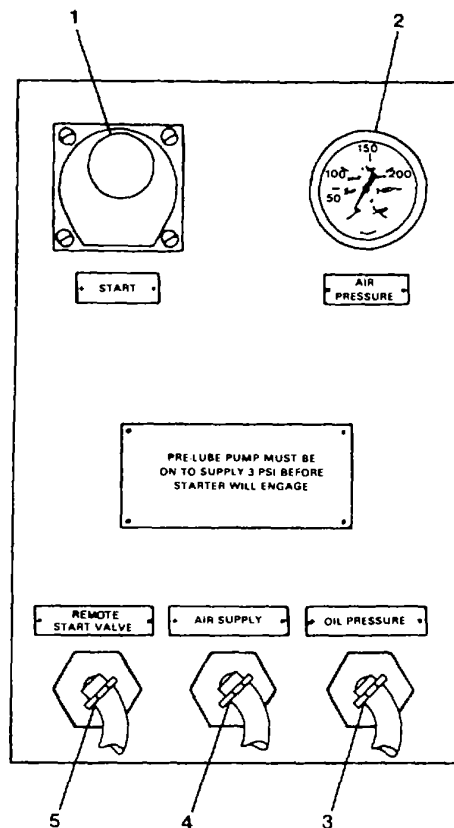 1
2
150
100
200
50
START
AIR
PRESSURE
PRE-LUBE PUMP MUST BE
ON TO SUPPLY 3 PSI BEFORE
STARTER WILL ENGAGE
REMOTE
START VALVE
AIR SUPPLY
OIL PRESSURE
5
4
3